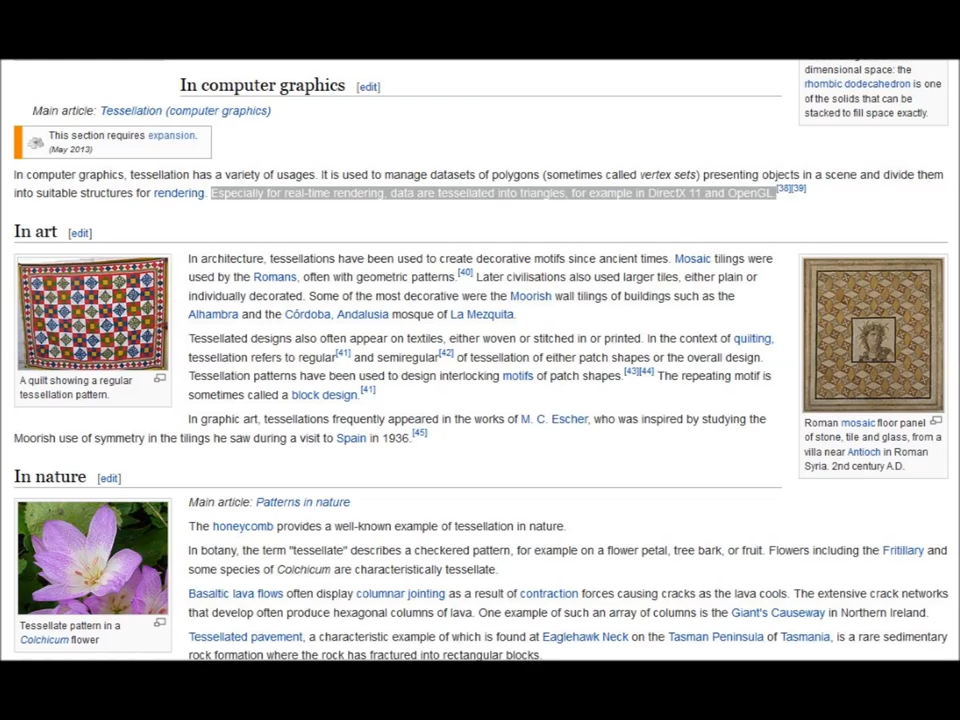 dimensional space: the
rhombic dodecahedron is one
of the solids that can be
stacked to fill space exactly.
In computer graphics [edit]
Main article: Tessellation (computer graphics)
This section requires expansion.
(May 2013)
In computer graphics, tessellation has a variety of usages. It is used to manage datasets of polygons (sometimes called vertex sets) presenting objects in a scene and divide them
into suitable structures for rendering. Especially for real-time rendering, data are tessellated into triangles, for example in DirectX 11 and OpenGL.[38][39]
In art [edit]
In architecture, tessellations have been used to create decorative motifs since ancient times. Mosaic tilings were
used by the Romans, often with geometric patterns.[40] Later civilisations also used larger tiles, either plain or
individually decorated. Some of the most decorative were the Moorish wall tilings of buildings such as the
Alhambra and the Córdoba, Andalusia mosque of La Mezquita.
Tessellated designs also often appear on textiles, either woven or stitched in or printed. In the context of quilting,
tessellation refers to regular[41] and semiregular[42] of tessellation of either patch shapes or the overall design.
Tessellation patterns have been used to design interlocking motifs of patch shapes.[43][44] The repeating motif is
sometimes called a block design.[41]
A quilt showing a regular
tessellation pattern.
In graphic art, tessellations frequently appeared in the works of M. C. Escher, who was inspired by studying the
Moorish use of symmetry in the tilings he saw during a visit to Spain in 1936.[45]
Roman mosaic floor panel
of stone, tile and glass, from a
villa near Antioch in Roman
Syria. 2nd century A.D.
In nature [edit]
Main article: Patterns in nature
The honeycomb provides a well-known example of tessellation in nature.
In botany, the term "tessellate" describes a checkered pattern, for example on a flower petal, tree bark, or fruit. Flowers including the Fritillary and
some species of Colchicum are characteristically tessellate.
Basaltic lava flows often display columnar jointing as a result of contraction forces causing cracks as the lava cools. The extensive crack networks
that develop often produce hexagonal columns of lava. One example of such an array of columns is the Giant's Causeway in Northern Ireland.
Tessellated pavement, a characteristic example of which is found at Eaglehawk Neck on the Tasman Peninsula of Tasmania, is a rare sedimentary
rock formation where the rock has fractured into rectangular blocks.
Tessellate pattern in a
Colchicum flower